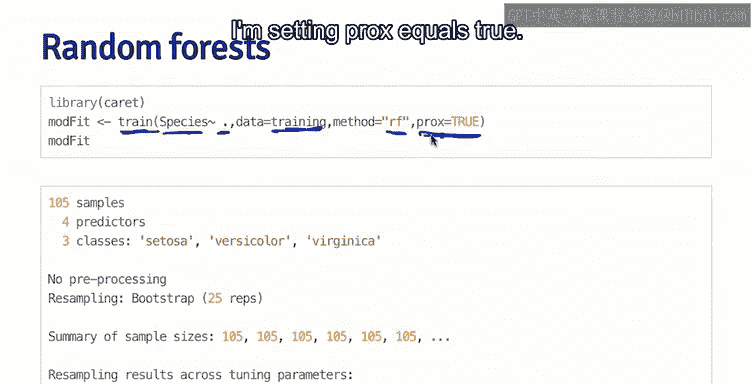 I'm setting prox equals true.
Random forests
library(caret)
modFit <- train(Species~ .,data=training,method="rf",prox=TRUE)
modFit
105 samples
4 predictors
3 classes: 'setosa', 'versicolor', 'virginica'
No pre-processing
Resampling: Bootstrap (25 reps)
Summary of sample sizes: 105, 105, 105, 105, 105, 105, ...
Resampling results across tuning parameters: